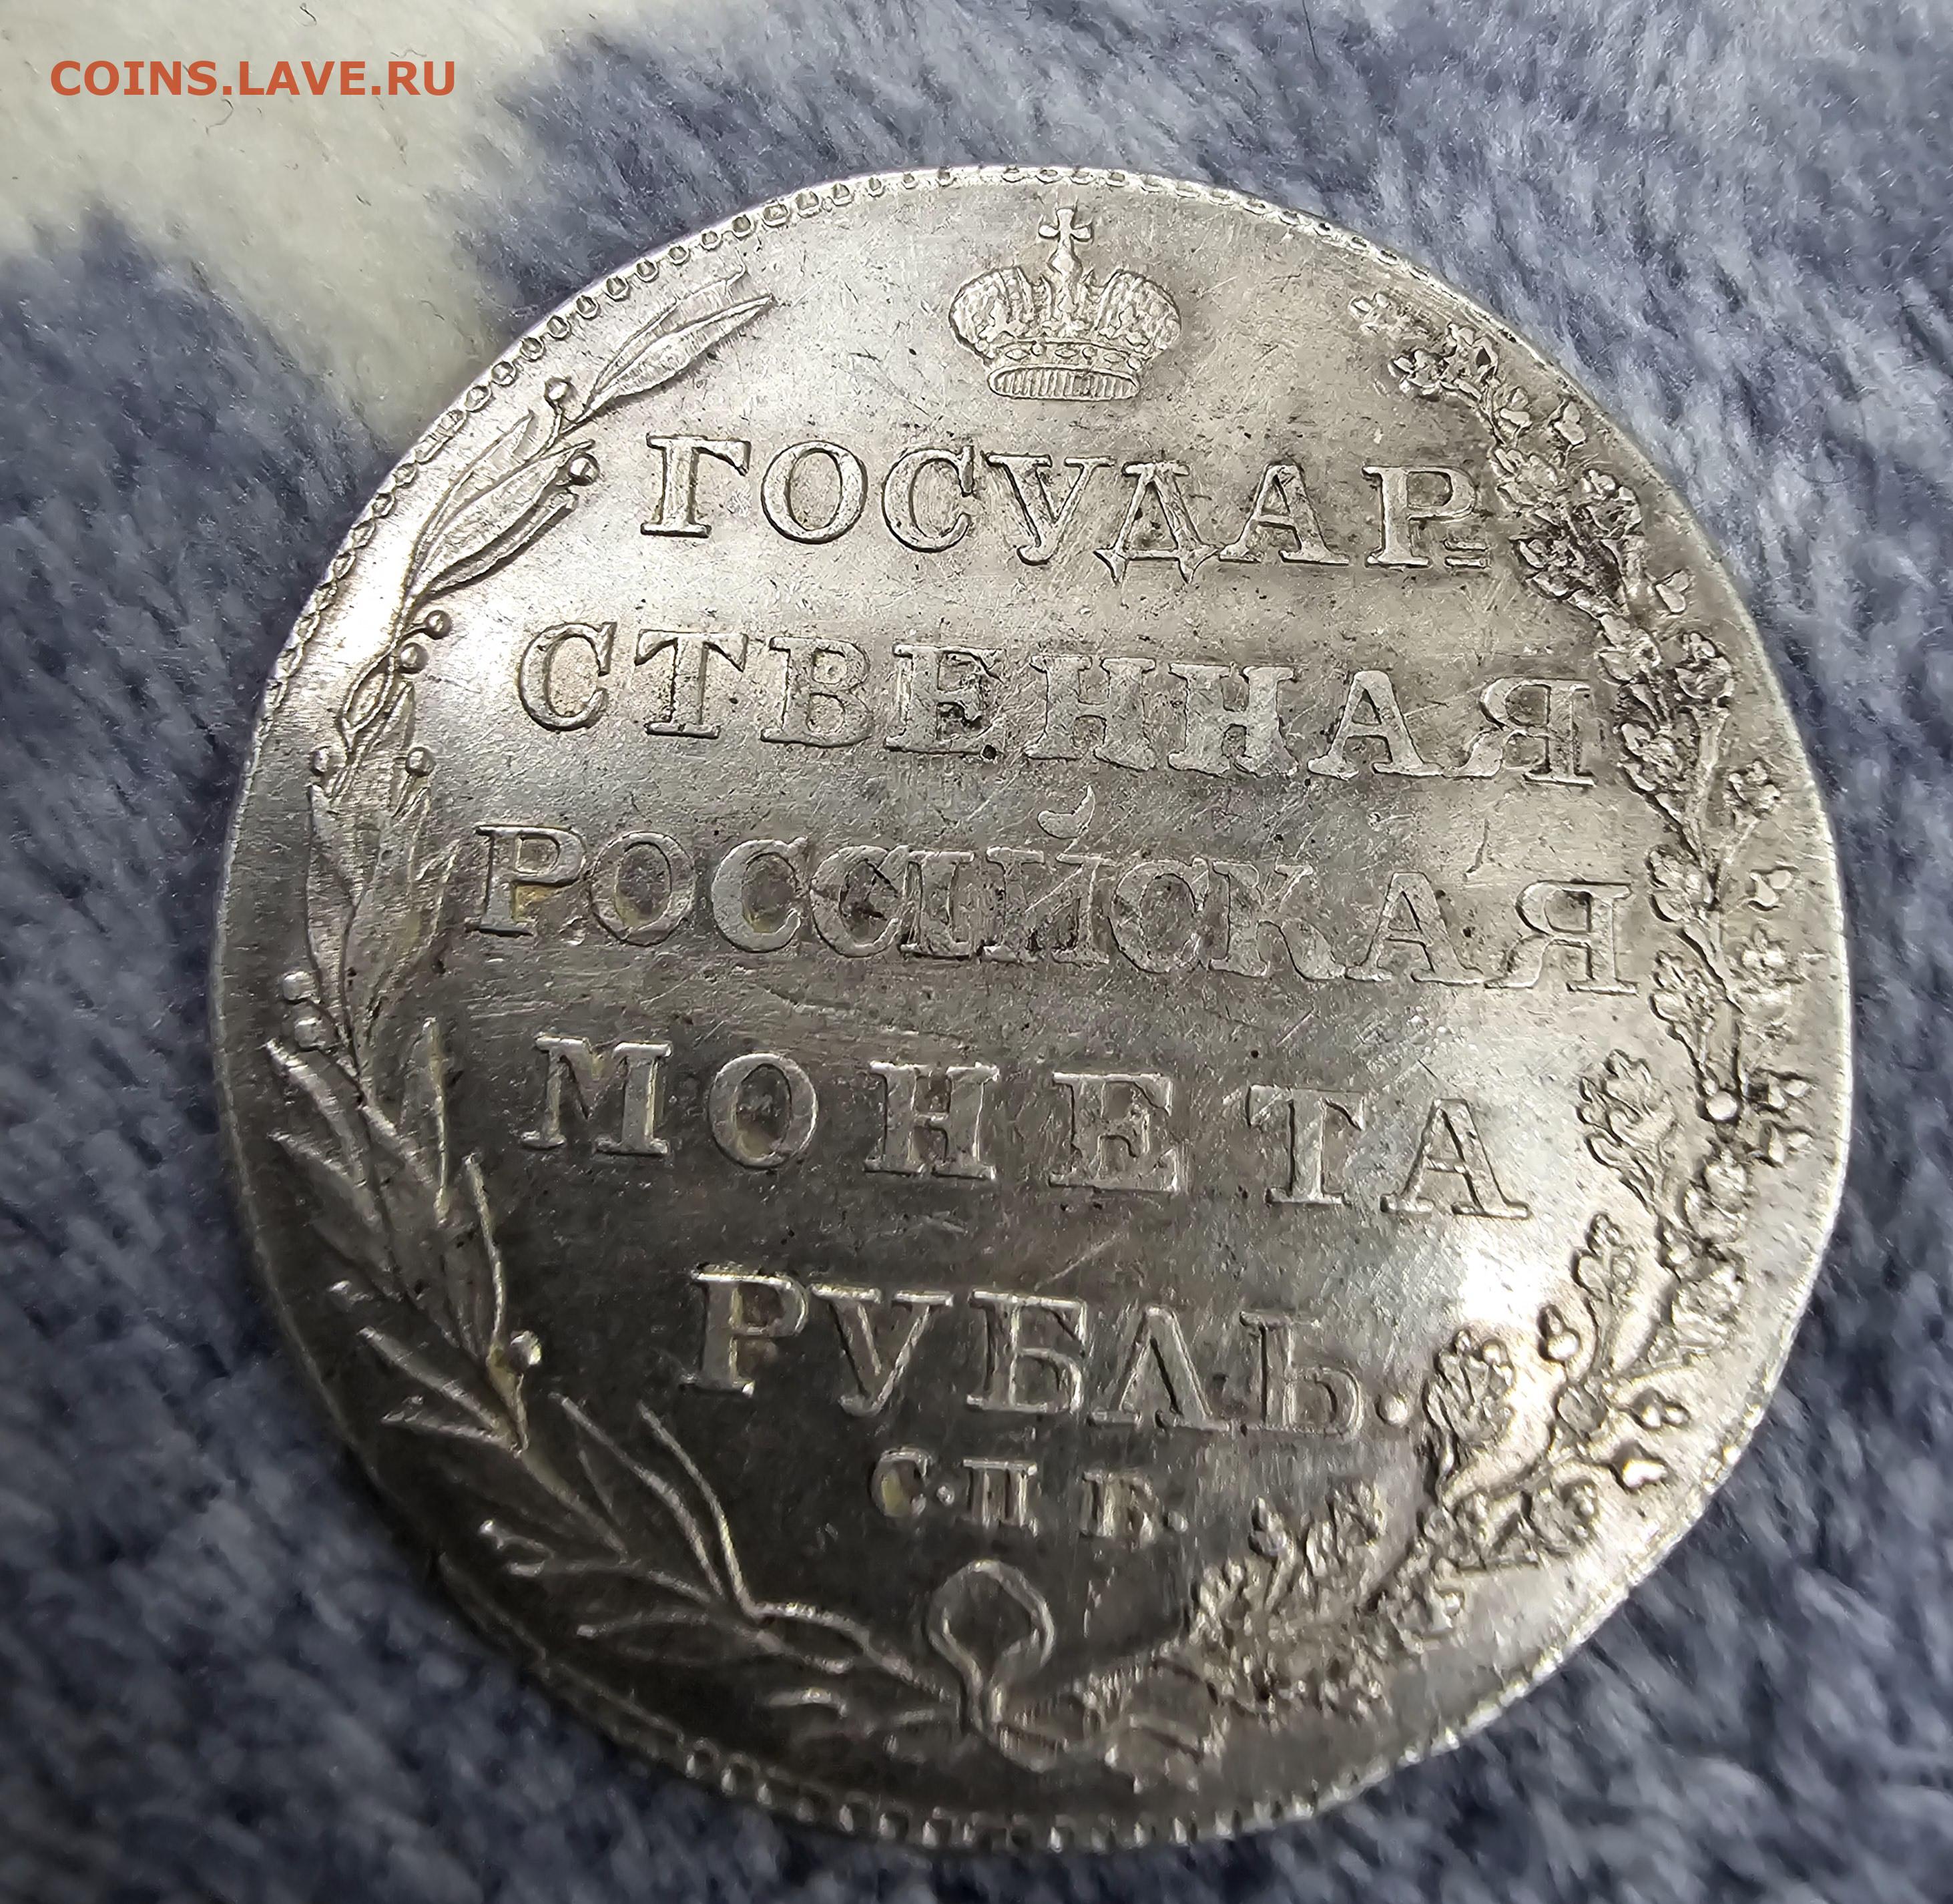 COINS.LAVE.RU
ГОСУДАР=
СТВЕННАЯ
РОССІЙСКАЯ
МОНЕТА
РУБЛЬ.
С·П Б.